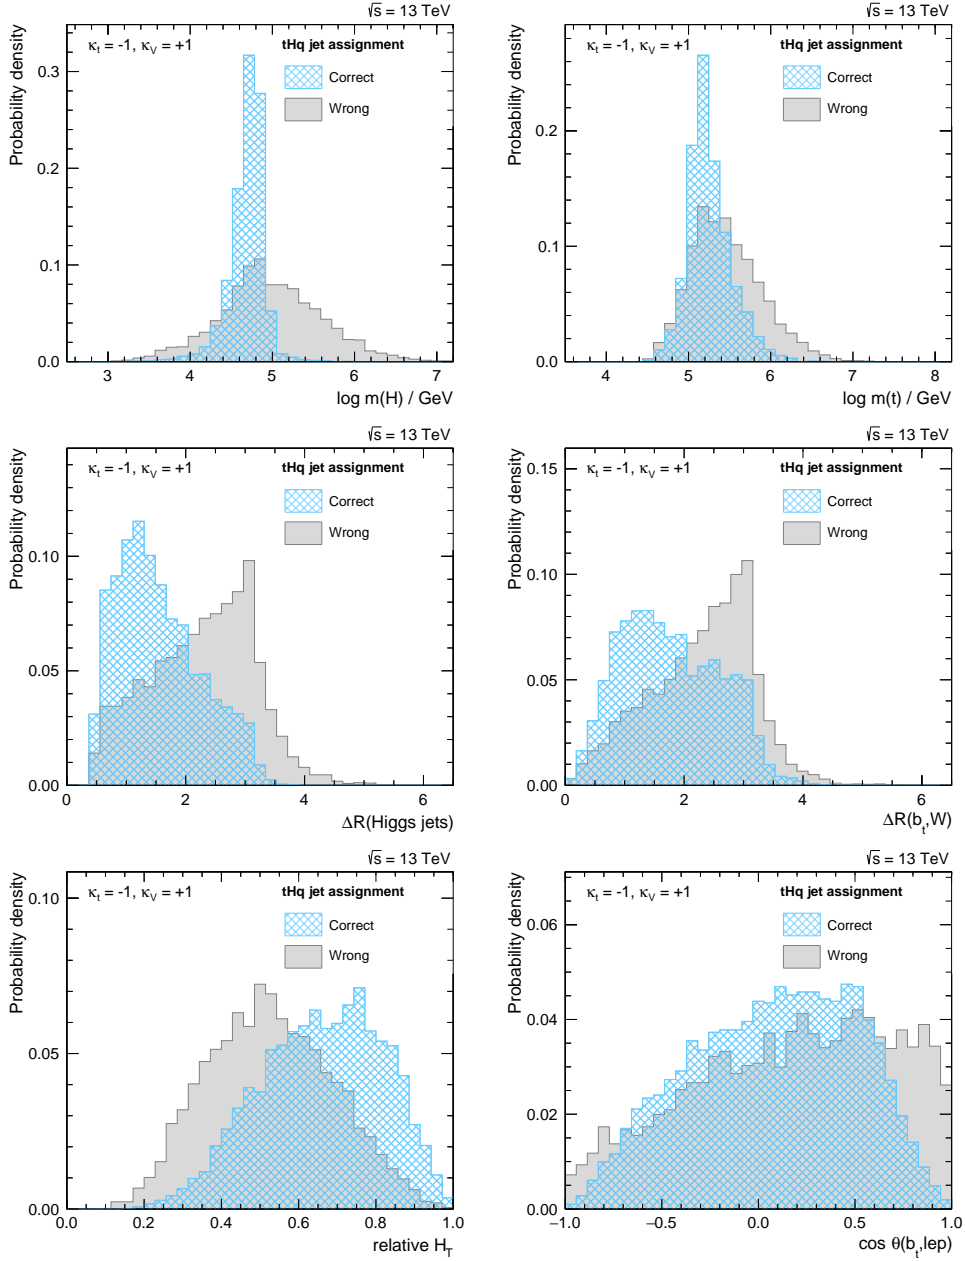 √s = 13 TeV
κt = -1, κV = +1
tHq jet assignment
Correct
Wrong
Probability density
0.3
0.2
0.1
0.0
3 4 5 6 7
log m(H) / GeV
√s = 13 TeV
κt = -1, κV = +1
tHq jet assignment
Correct
Wrong
Probability density
0.2
0.1
0.0
4 5 6 7 8
log m(t) / GeV
√s = 13 TeV
κt = -1, κV = +1
tHq jet assignment
Correct
Wrong
Probability density
0.10
0.05
0.00
0 2 4 6
ΔR(Higgs jets)
√s = 13 TeV
κt = -1, κV = +1
tHq jet assignment
Correct
Wrong
Probability density
0.15
0.10
0.05
0.00
0 2 4 6
ΔR(bt,W)
√s = 13 TeV
κt = -1, κV = +1
tHq jet assignment
Correct
Wrong
Probability density
0.10
0.05
0.00
0.0 0.2 0.4 0.6 0.8 1.0
relative HT
√s = 13 TeV
κt = -1, κV = +1
tHq jet assignment
Correct
Wrong
Probability density
0.06
0.04
0.02
0.00
−1.0 −0.5 0.0 0.5 1.0
cos θ(bt,lep)